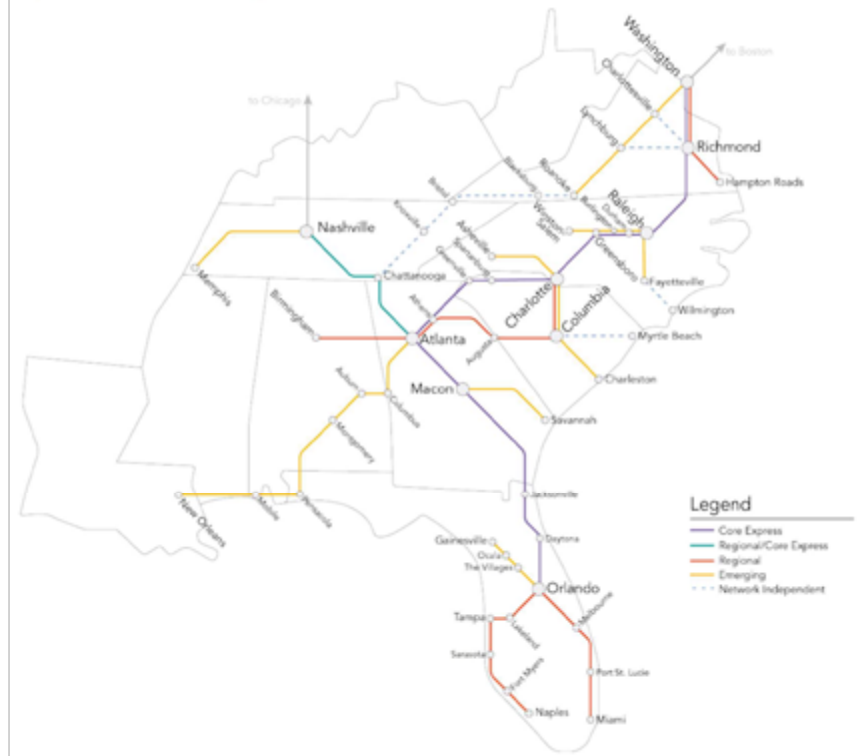 Washington
to Boston
Charlottesville
to Chicago
Lynchburg
Richmond
Blacksburg
Roanoke
Hampton Roads
Bristol
Raleigh
Durham
Burlington
Winston
Salem
Knoxville
Nashville
Asheville
Spartanburg
Greenville
Greensboro
Memphis
Chattanooga
Fayetteville
Charlotte
Columbia
Wilmington
Birmingham
Athens
Atlanta
Augusta
Myrtle Beach
Auburn
Macon
Charleston
Columbus
Savannah
Montgomery
New Orleans
Mobile
Pensacola
Jacksonville
Gainesville
Daytona
Ocala
The Villages
Orlando
Melbourne
Tampa
Lakeland
Sarasota
Fort Myers
Port St. Lucie
Naples
Miami
Legend
Core Express
Regional/Core Express
Regional
Emerging
Network Independent